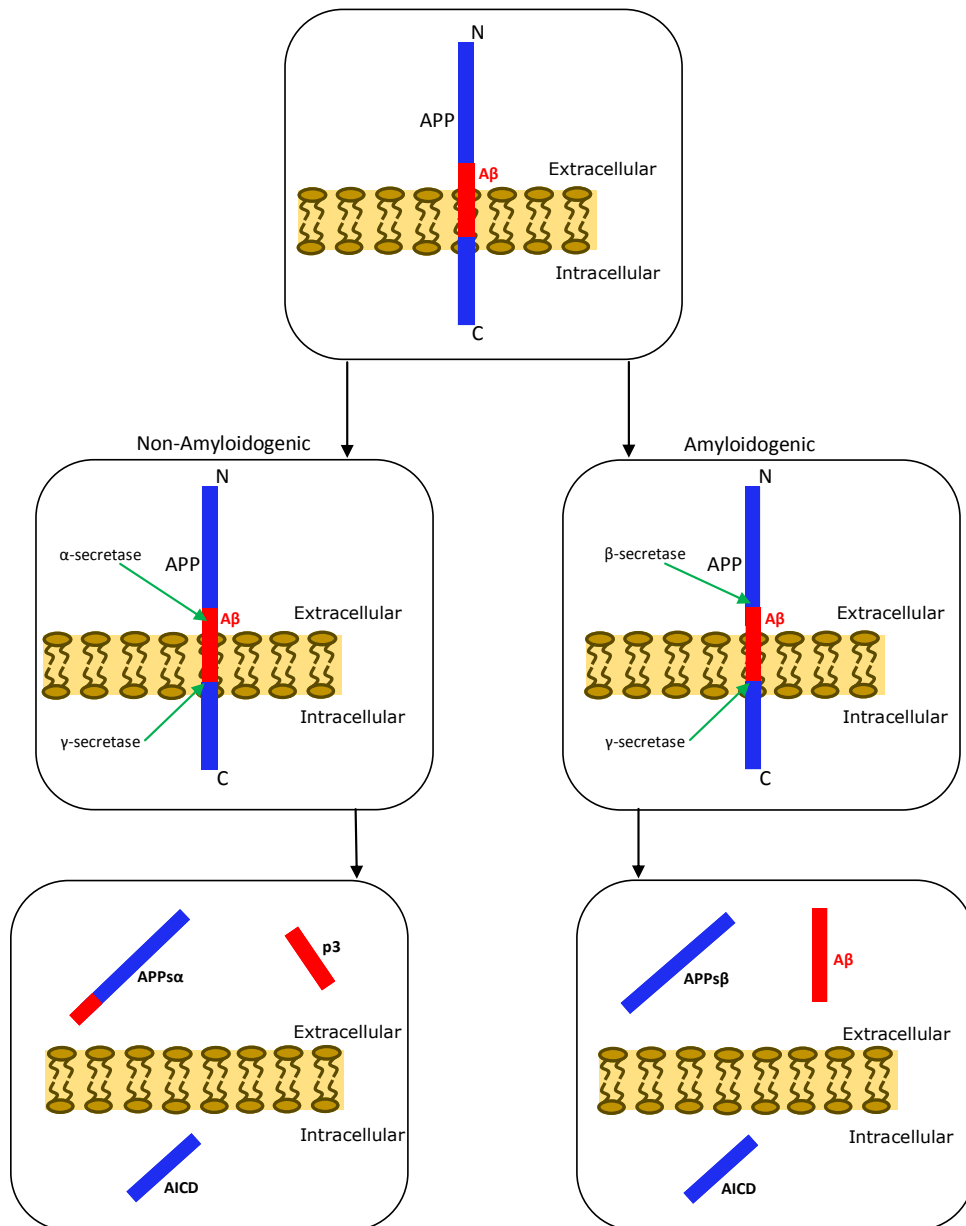 N
APP
Aβ
Extracellular
Intracellular
C
Non-Amyloidogenic
N
α-secretase
APP
Aβ
Extracellular
γ-secretase
Intracellular
C
Amyloidogenic
N
β-secretase
APP
Aβ
Extracellular
γ-secretase
Intracellular
C
p3
APPsα
Extracellular
Intracellular
AICD
Aβ
APPsβ
Extracellular
Intracellular
AICD